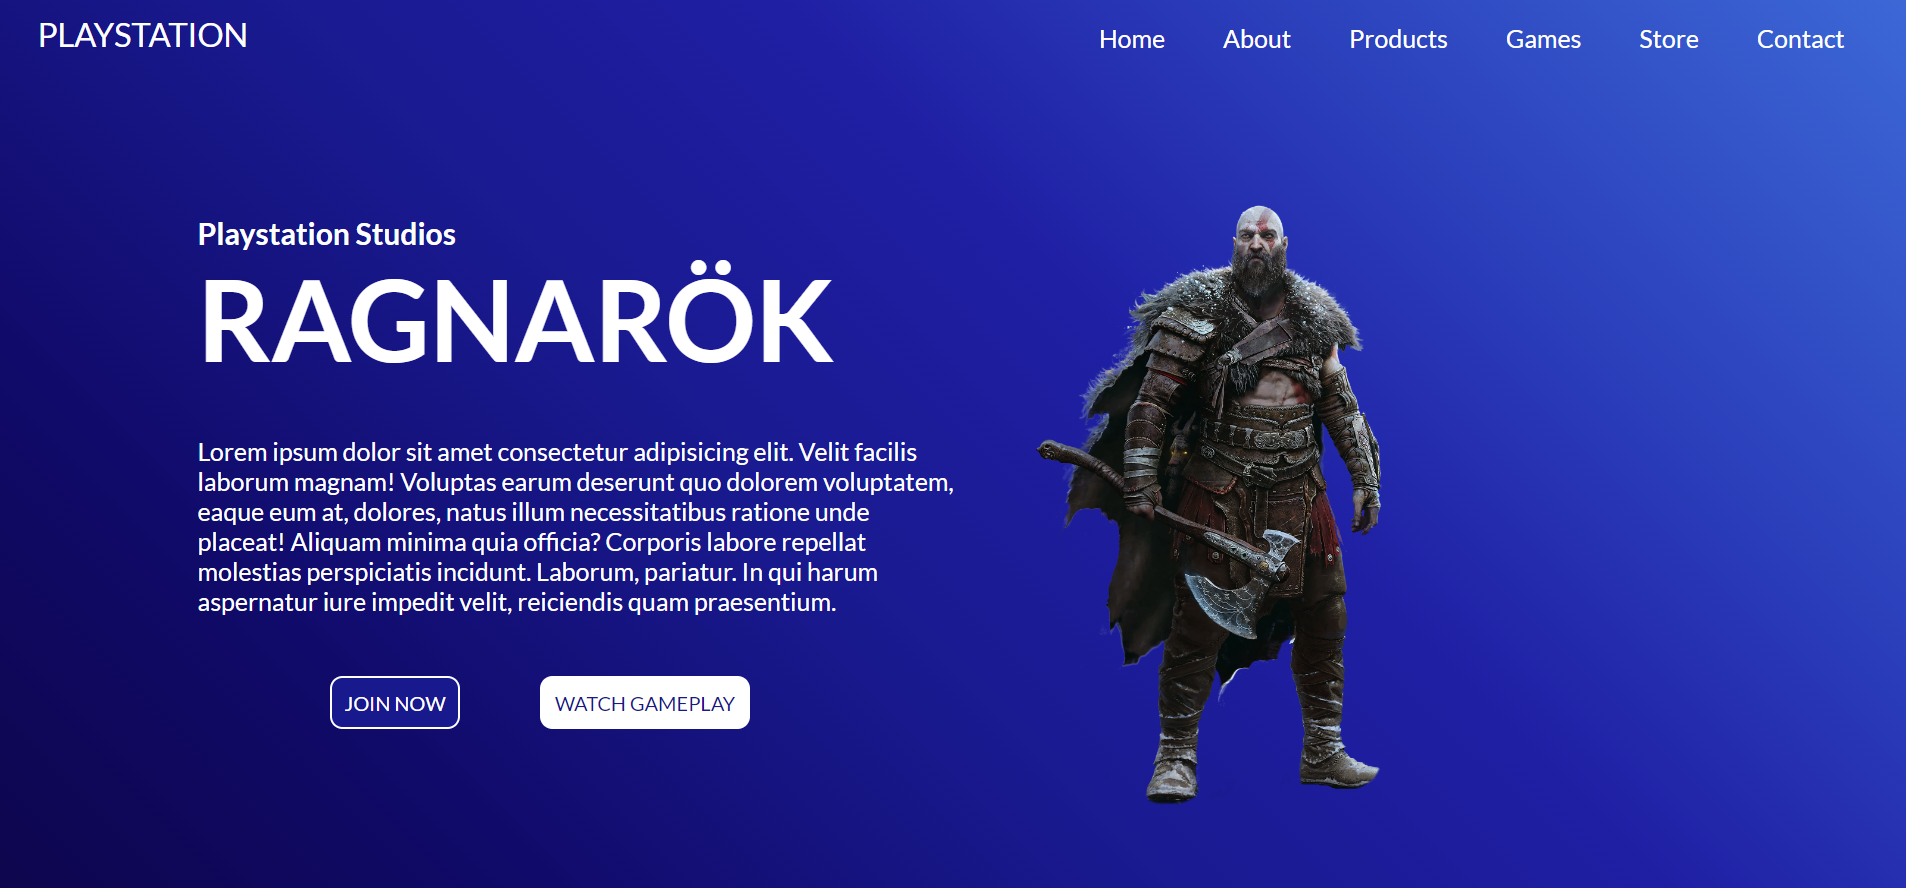 PLAYSTATION
Home About Products Games Store Contact
Playstation Studios
RAGNARÖK
Lorem ipsum dolor sit amet consectetur adipisicing elit. Velit facilis
laborum magnam! Voluptas earum deserunt quo dolorem voluptatem,
eaque eum at, dolores, natus illum necessitatibus ratione unde
placeat! Aliquam minima quia officia? Corporis labore repellat
molestias perspiciatis incidunt. Laborum, pariatur. In qui harum
aspernatur iure impedit velit, reiciendis quam praesentium.
JOIN NOW
WATCH GAMEPLAY